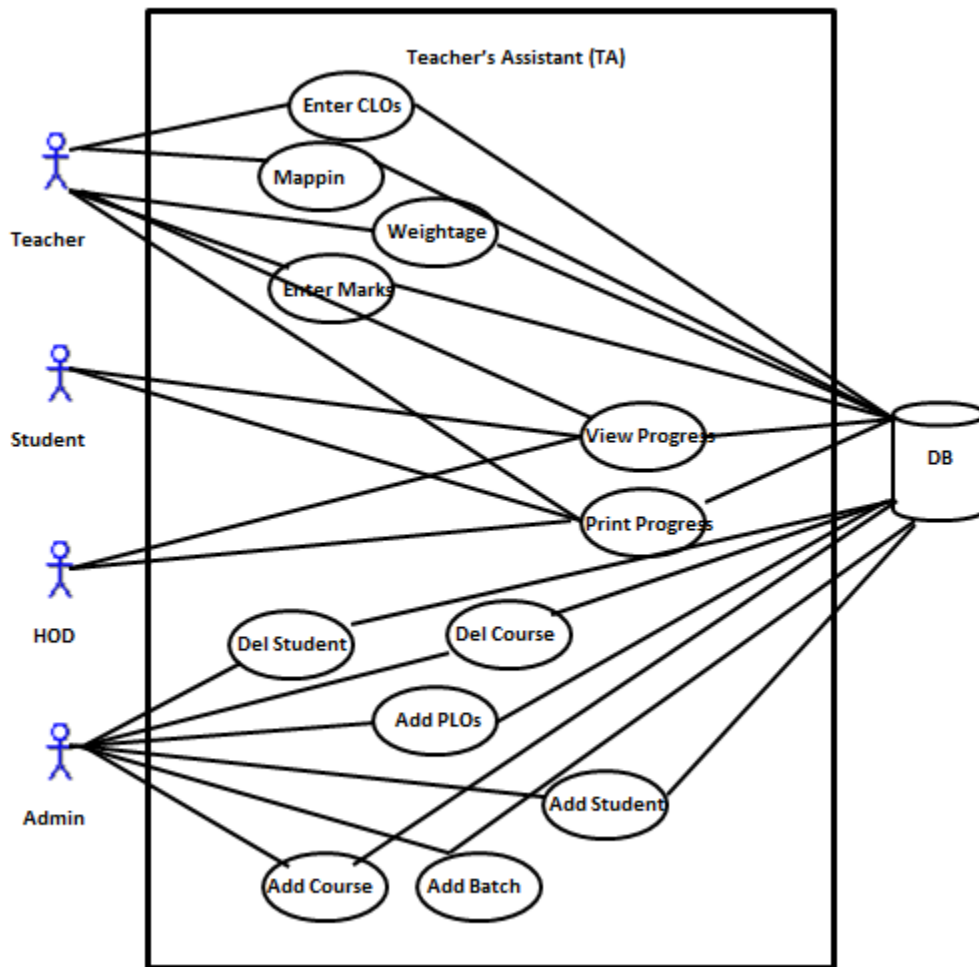 Teacher's Assistant (TA)
Enter CLOs
Mappin
Teacher
Weightage
Enter Marks
Student
View Progress
DB
Print Progress
HOD
Del Student
Del Course
Add PLOs
Admin
Add Student
Add Course
Add Batch